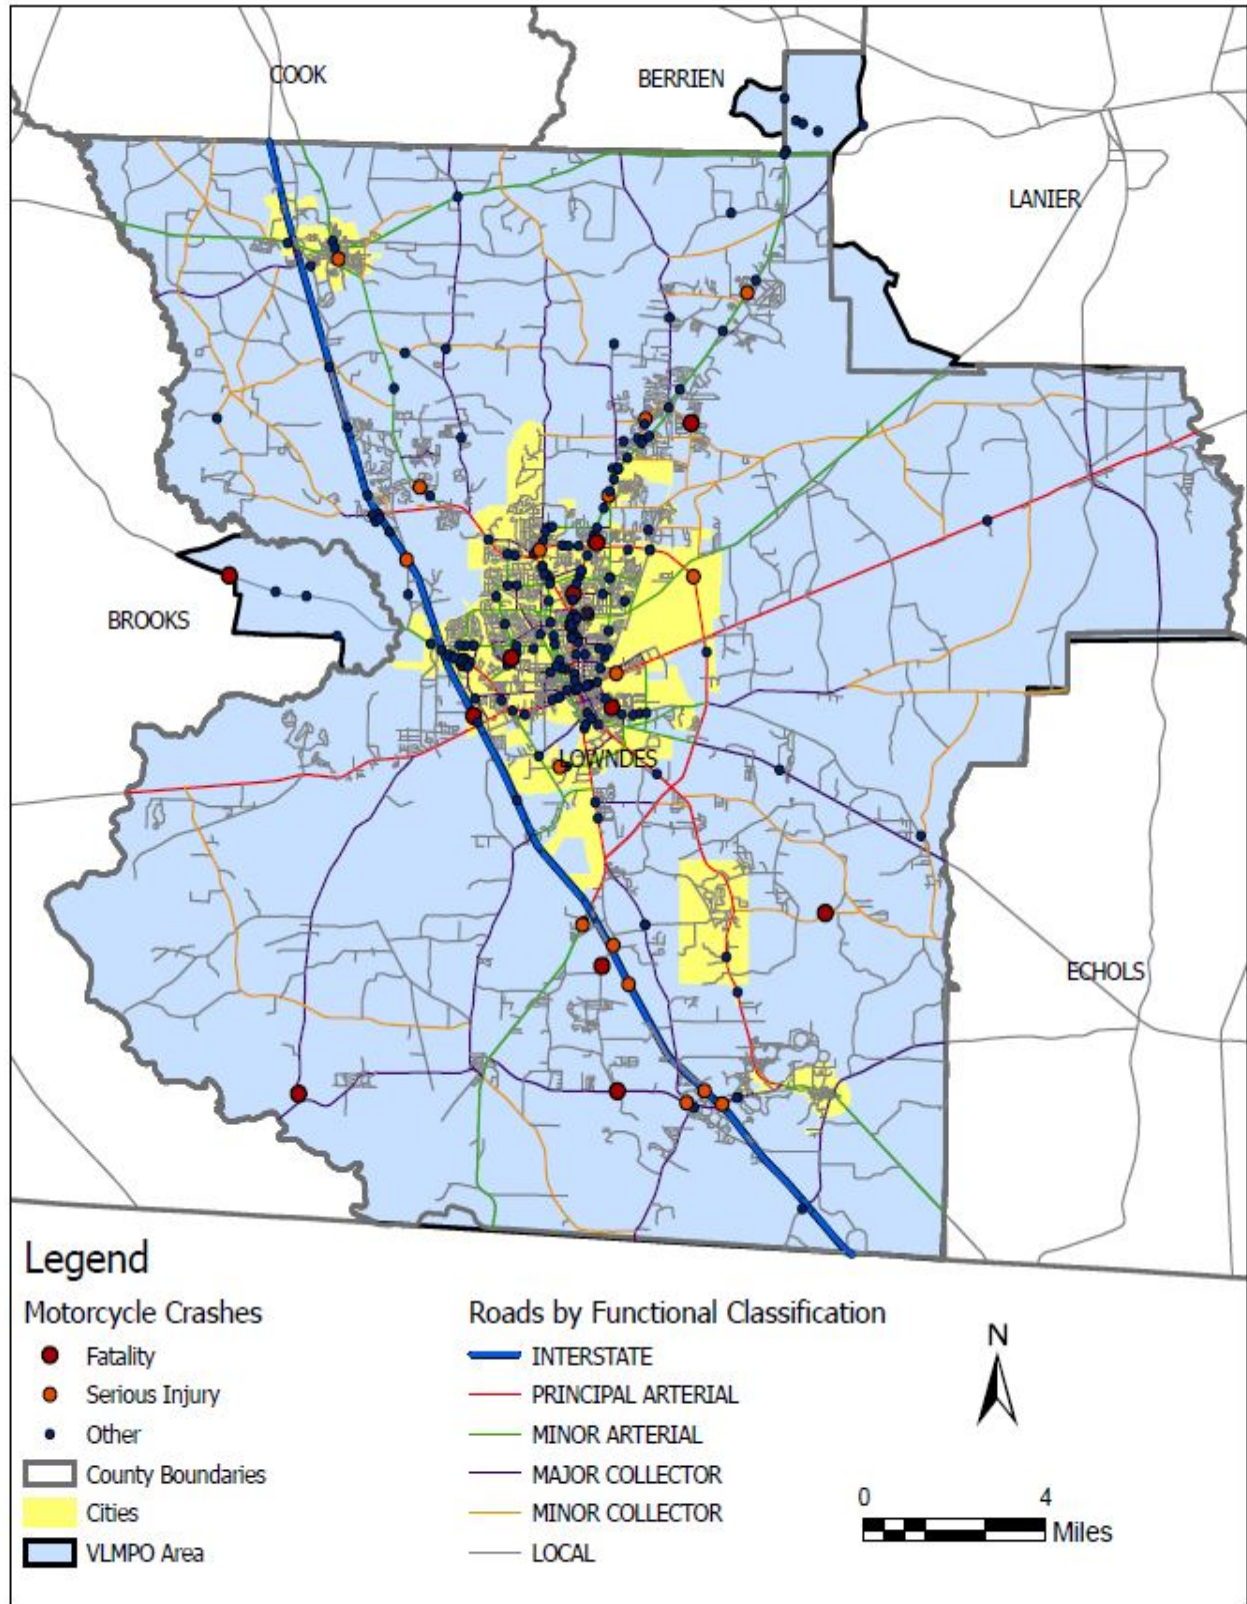 COOK
BERRIEN
LANIER
BROOKS
LOWNDES
ECHOLS
Legend
Motorcycle Crashes
Fatality
Serious Injury
Other
County Boundaries
Cities
VLMPO Area
Roads by Functional Classification
INTERSTATE
PRINCIPAL ARTERIAL
MINOR ARTERIAL
MAJOR COLLECTOR
MINOR COLLECTOR
LOCAL
N
0 4
Miles